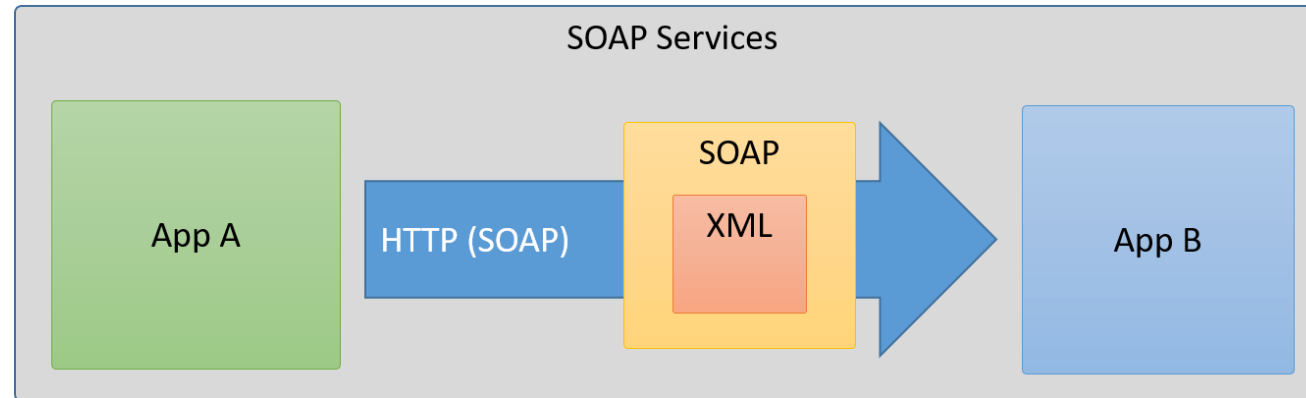 SOAP Services
App A
HTTP (SOAP)
SOAP
XML
App B